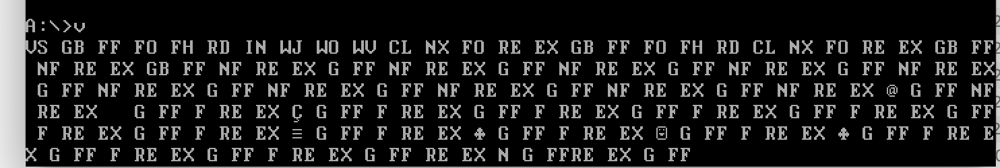 A:\>v
VS GB FF FO FH RD IN WJ WO WV CL NX FO RE EX GB FF FO FH RD CL NX FO RE EX GB FF
NF RE EX GB FF NF RE EX G FF NF RE EX G FF NF RE EX G FF NF RE EX G FF NF RE EX
G FF NF RE EX G FF NF RE EX G FF NF RE EX G FF NF RE EX G FF NF RE EX @ G FF NF
RE EX   G FF F RE EX Ç G FF F RE EX G FF F RE EX G FF F RE EX G FF F RE EX G FF
F RE EX G FF F RE EX ≡ G FF F RE EX ♣ G FF F RE EX ☺ G FF F RE EX ♣ G FF F RE E
X G FF F RE EX G FF F RE EX G FF RE EX N G FFRE EX G FF